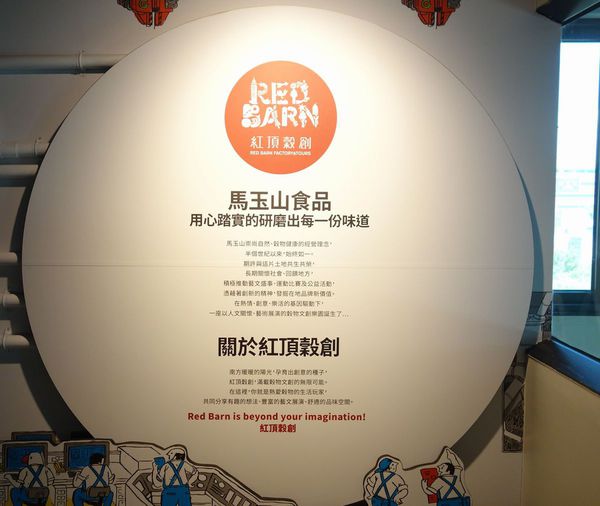 RED
BARN
紅頂穀創
RED BARN FACTORY&TOURS
馬玉山食品
用心踏實的研磨出每一份味道
馬玉山崇尚自然、穀物健康的經營理念,
半個世紀以來,始終如一。
期許與這片土地共生共榮,
長期關懷社會、回饋地方,
積極推動藝文盛事、運動比賽及公益活動,
憑藉著創新的精神,發掘在地品牌新價值。
在熱情、創意、樂活的基因驅動下,
一座以人文關懷、藝術展演的穀物文創樂園誕生了...
關於紅頂穀創
南方暖暖的陽光,孕育出創意的種子,
紅頂穀創,滿載穀物文創的無限可能。
在這裡,你就是熱愛穀物的生活玩家,
共同分享有趣的想法、豐富的藝文展演、舒適的品味空間。
Red Barn is beyond your imagination!
紅頂穀創